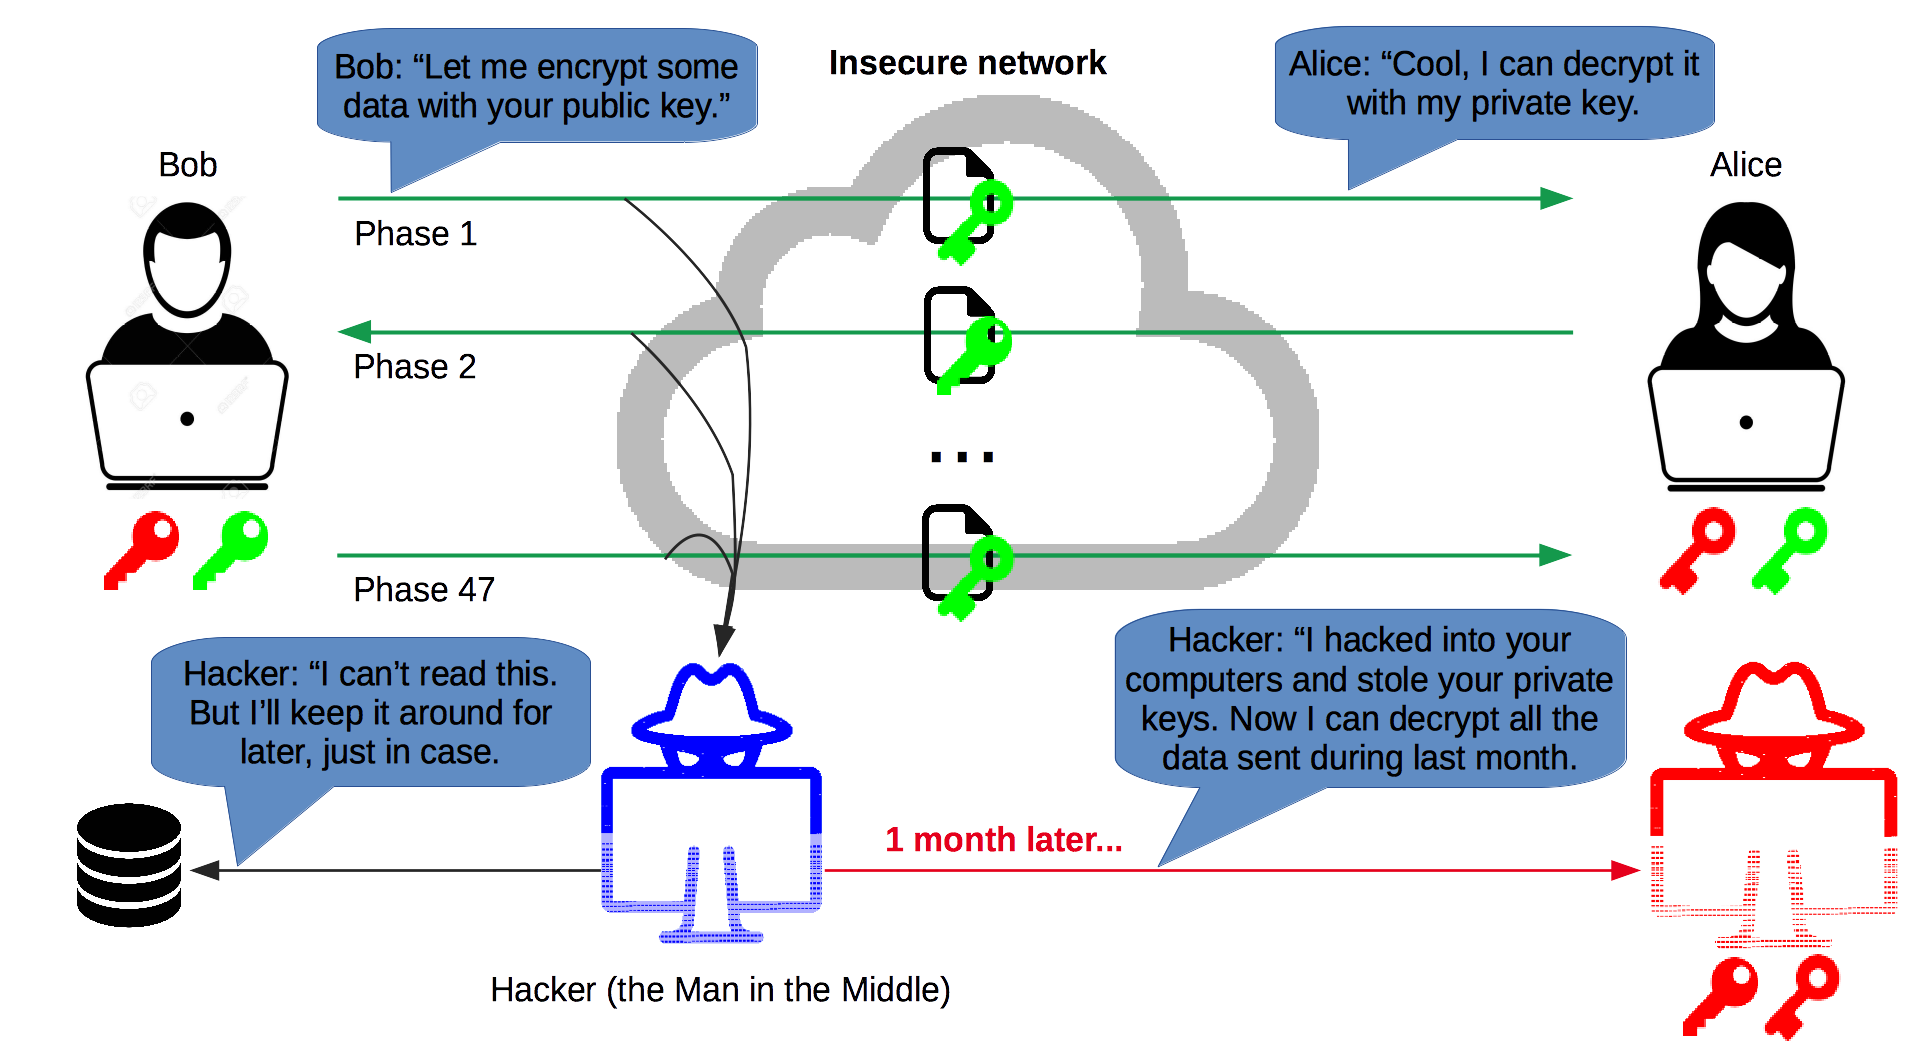 Bob: “Let me encrypt some
data with your public key.”
Insecure network
Alice: “Cool, I can decrypt it
with my private key.
Bob
Alice
Phase 1
Phase 2
...
Phase 47
Hacker: “I can’t read this.
But I’ll keep it around for
later, just in case.
Hacker: “I hacked into your
computers and stole your private
keys. Now I can decrypt all the
data sent during last month.
1 month later...
Hacker (the Man in the Middle)